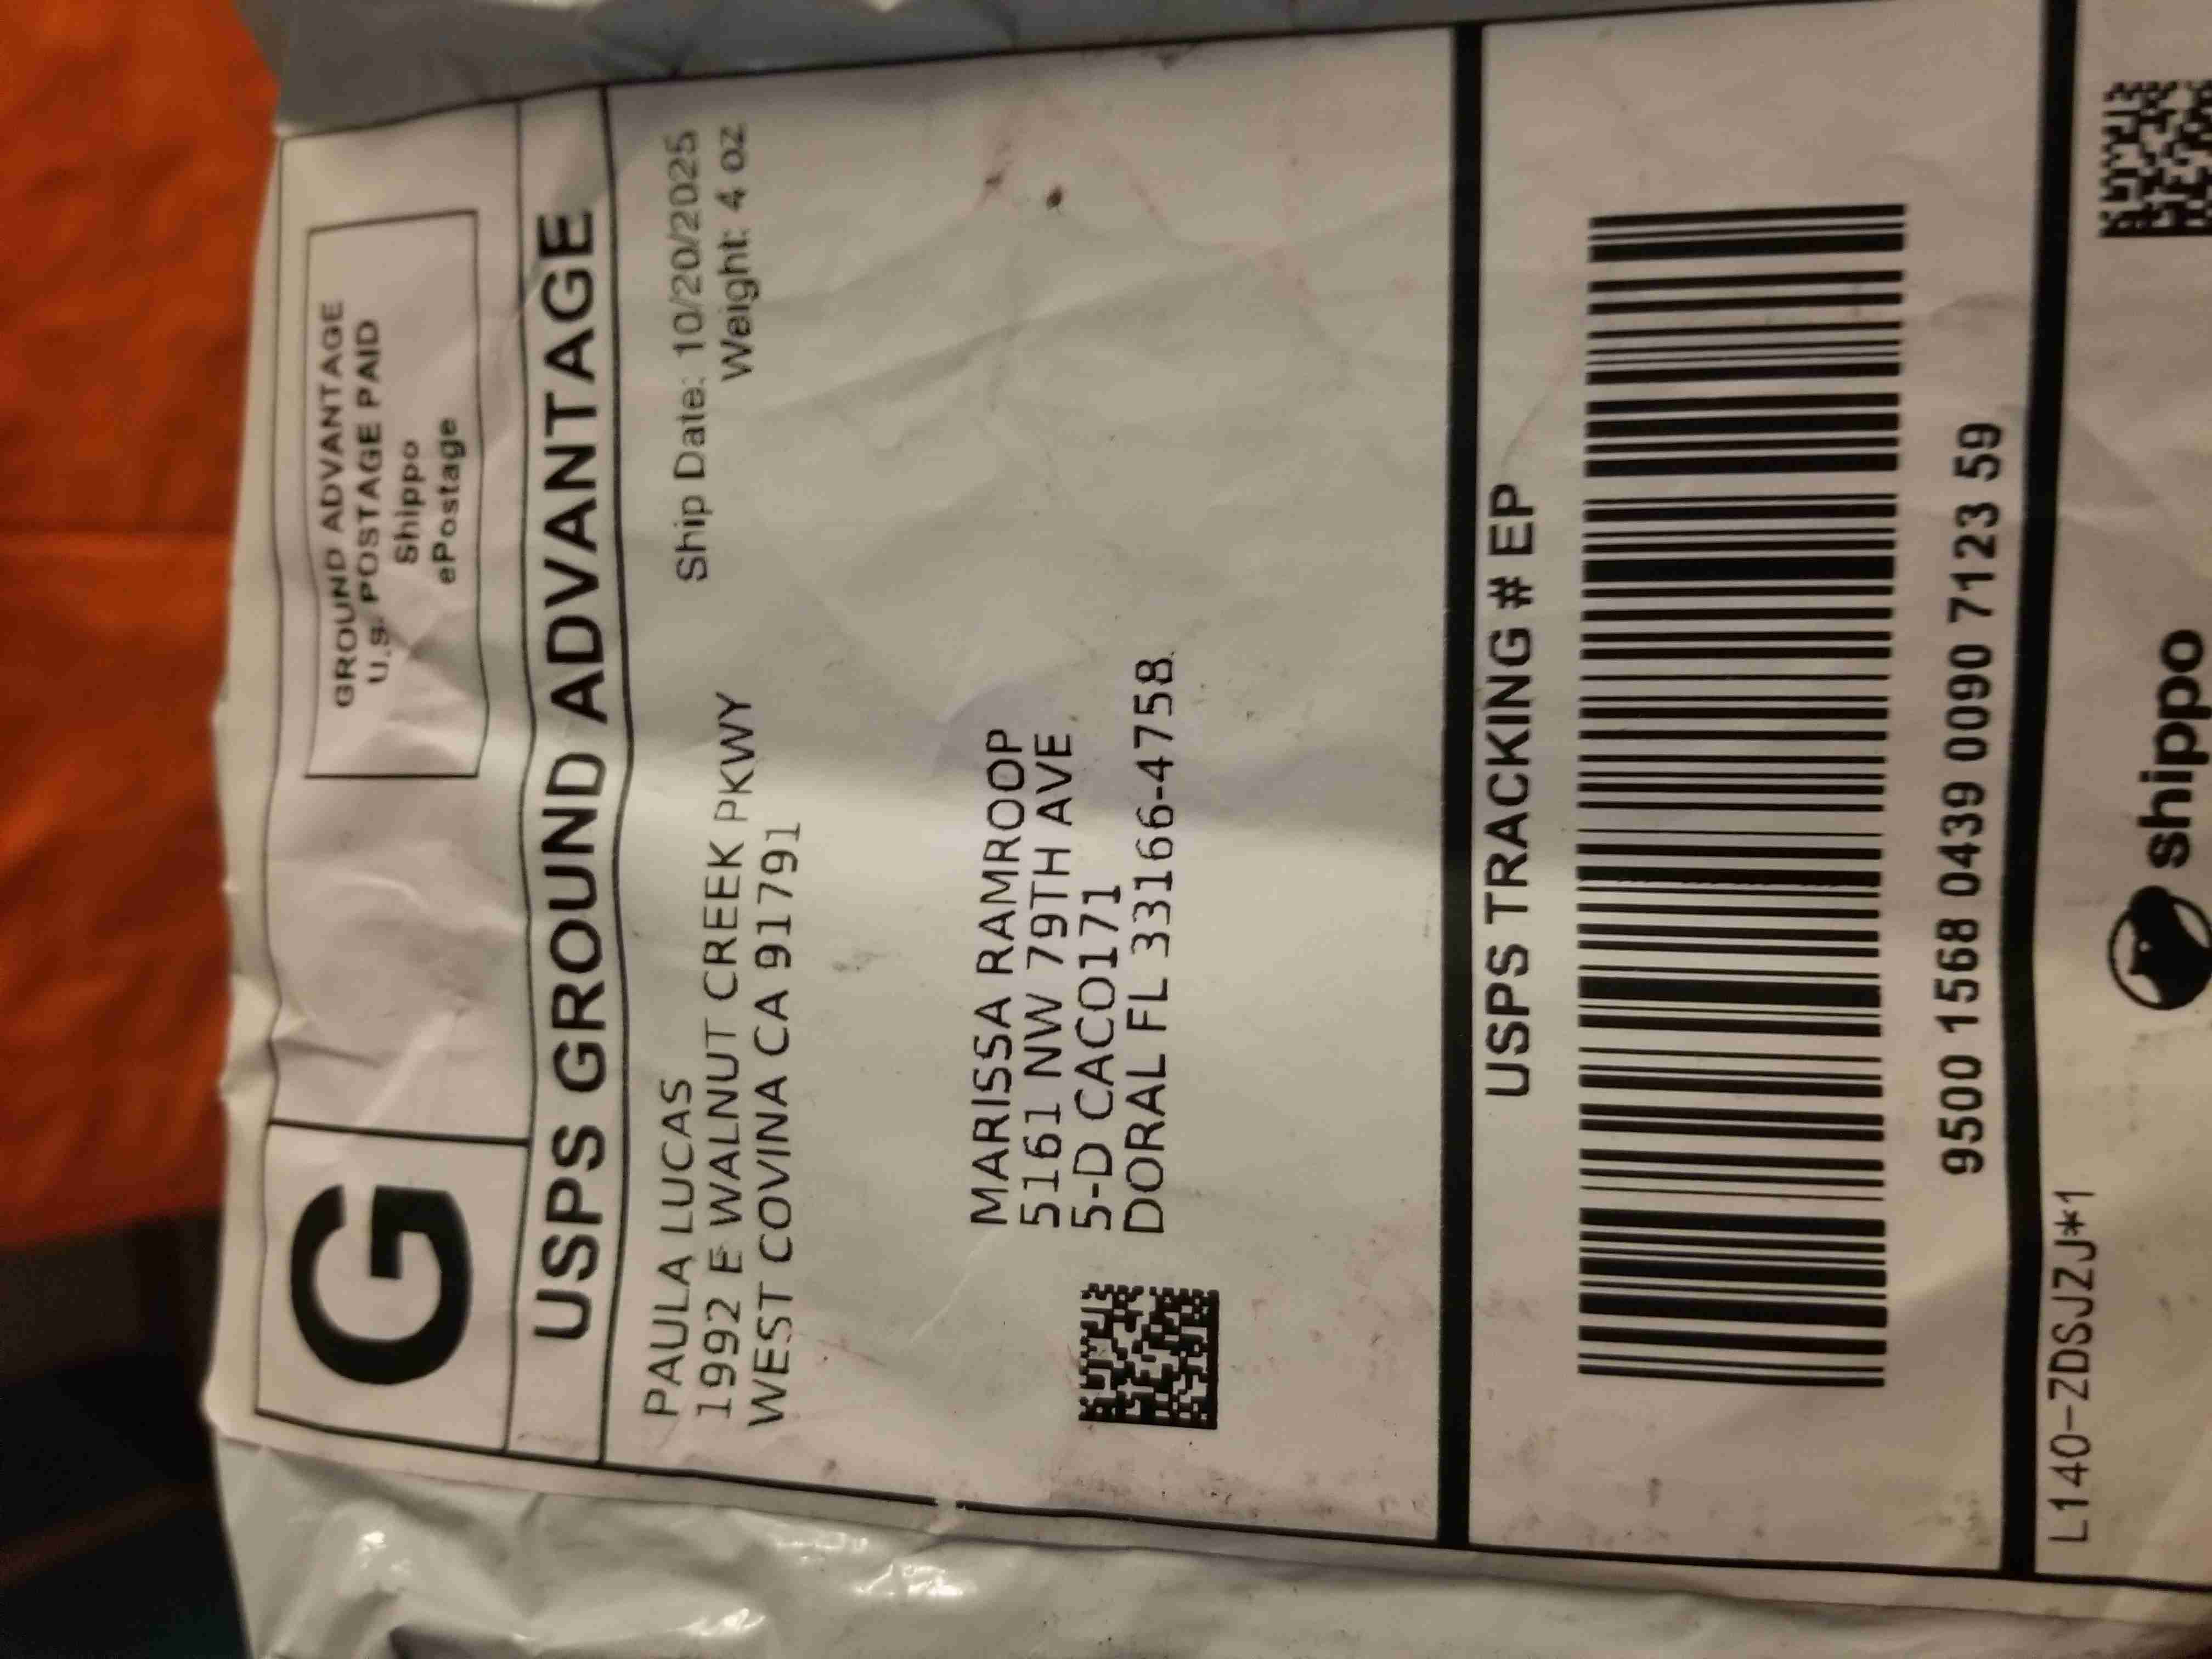 G
GROUND ADVANTAGE
U.S. POSTAGE PAID
Shippo
ePostage
USPS GROUND ADVANTAGE
PAULA LUCAS
1992 E WALNUT CREEK PKWY
WEST COVINA CA 91791
Ship Date: 10/20/2025
Weight: 4 oz
MARISSA RAMROOP
5161 NW 79TH AVE
5-D CACO171
DORAL FL 33166-4758
USPS TRACKING # EP
9500 1568 0439 0090 7123 59
L140-ZDSJZJ*1
shippo